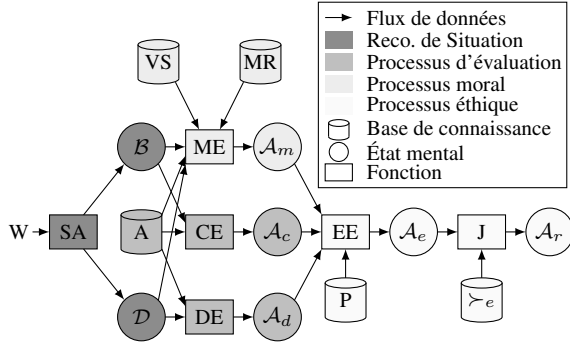 Flux de données
Reco. de Situation
Processus d'évaluation
Processus moral
Processus éthique
Base de connaissance
État mental
Fonction
VS
MR
ℬ
ME
𝒜m
W
SA
A
CE
𝒜c
EE
𝒜e
J
𝒜r
𝒟
DE
𝒜d
P
≻e